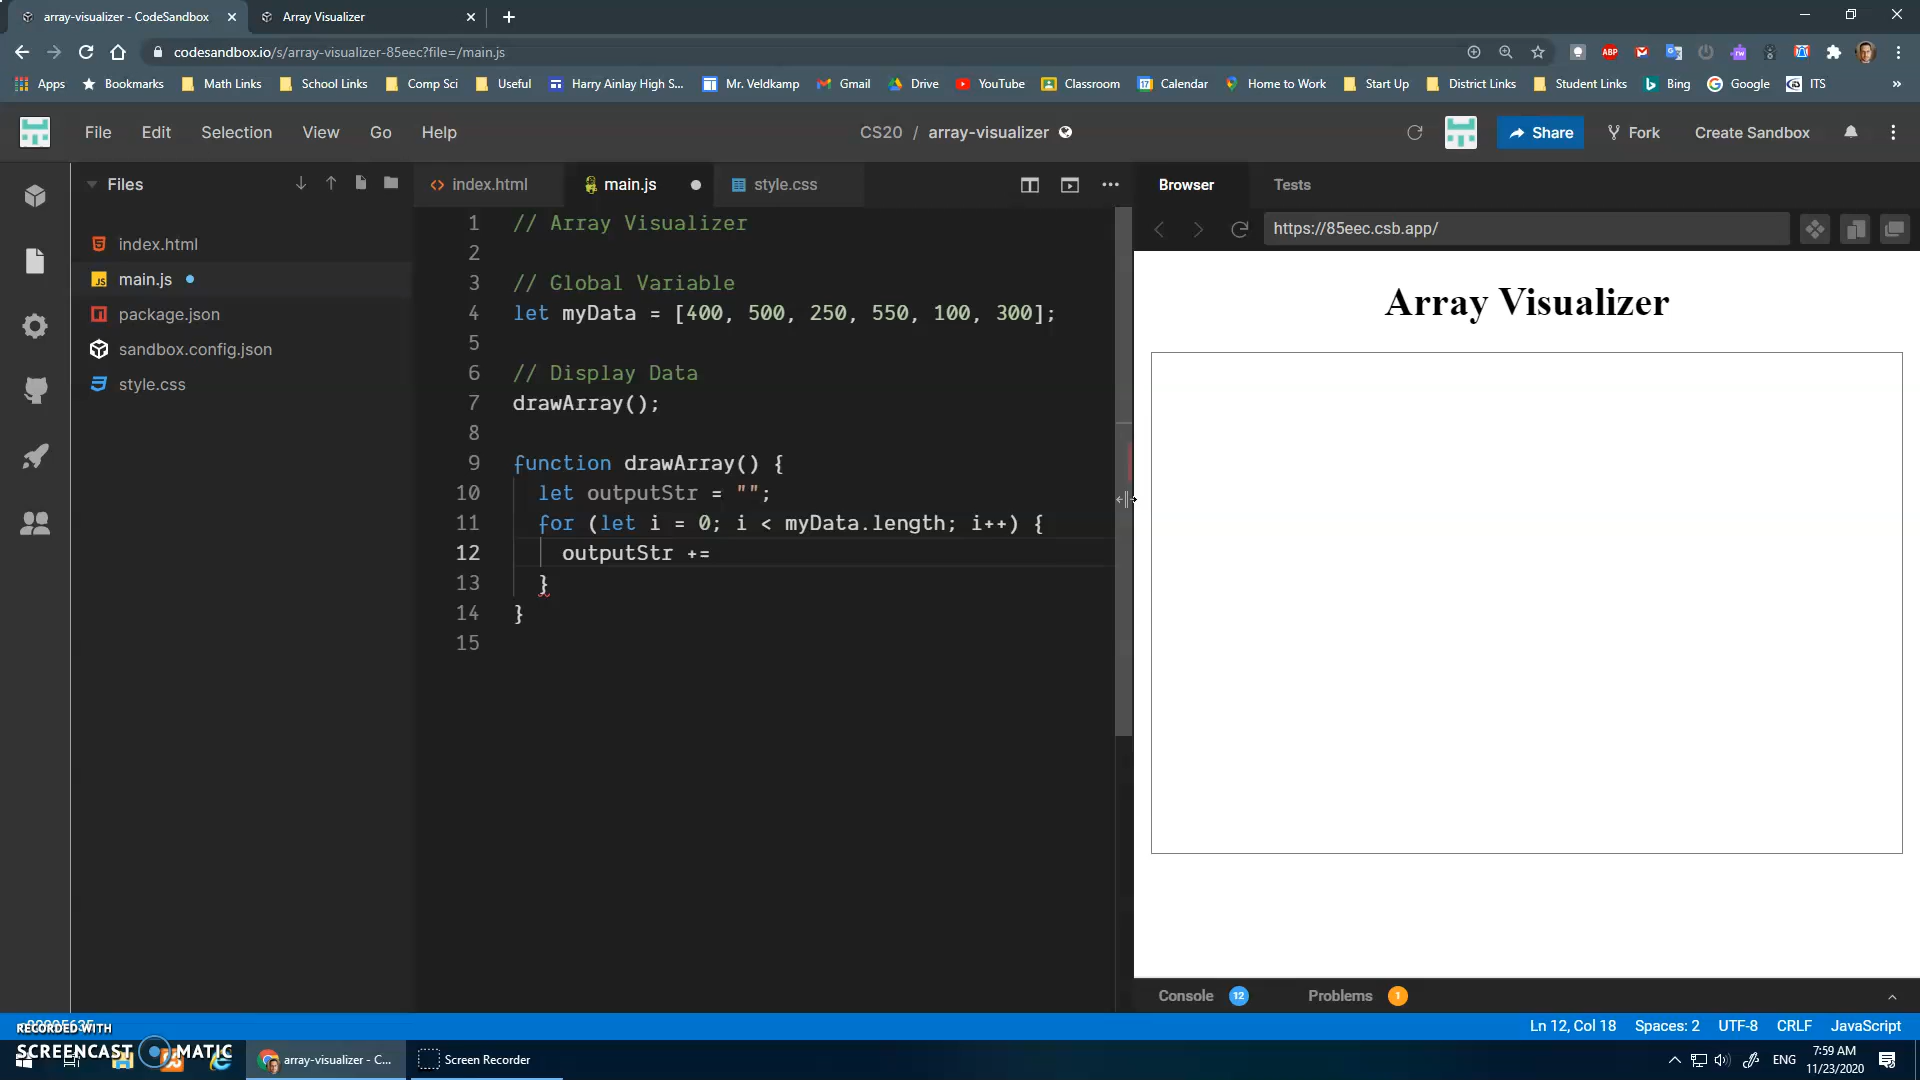 array-visualizer - CodeSandbox
Array Visualizer
codesandbox.io/s/array-visualizer-85eec?file=/main.js
ABP
Apps
Bookmarks
Math Links
School Links
Comp Sci
Useful
Harry Ainlay High S...
Mr. Veldkamp
Gmail
Drive
YouTube
Classroom
Calendar
Home to Work
Start Up
District Links
Student Links
Bing
Google
ITS
»
File Edit Selection View Go Help
CS20 / array-visualizer
Share
Fork
Create Sandbox
Files
index.html
main.js
package.json
sandbox.config.json
style.css
index.html
main.js
style.css
1 // Array Visualizer
2
3 // Global Variable
4 let myData = [400, 500, 250, 550, 100, 300];
5
6 // Display Data
7 drawArray();
8
9 function drawArray() {
10 let outputStr = "";
11 for (let i = 0; i < myData.length; i++) {
12 outputStr +=
13 }
14 }
15
Browser
Tests
https://85eec.csb.app/
Array Visualizer
Console 12
Problems 1
Ln 12, Col 18
Spaces: 2
UTF-8
CRLF
JavaScript
RECORDED WITH
SCREENCAST MATIC
array-visualizer - C...
Screen Recorder
ENG
7:59 AM
11/23/2020